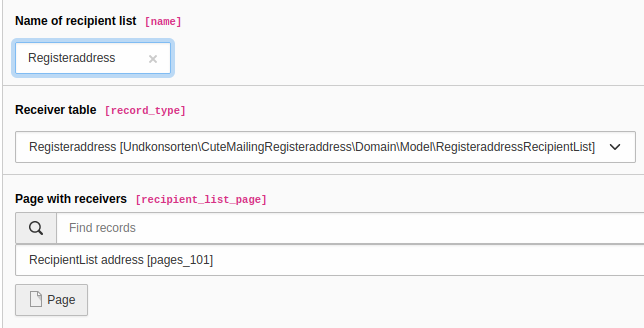 Name of recipient list [name]
Registeraddress ×
Receiver table [record_type]
Registeraddress [Undkonsorten\CuteMailingRegisteraddress\Domain\Model\RegisteraddressRecipientList]
Page with receivers [recipient_list_page]
Find records
RecipientList address [pages_101]
Page